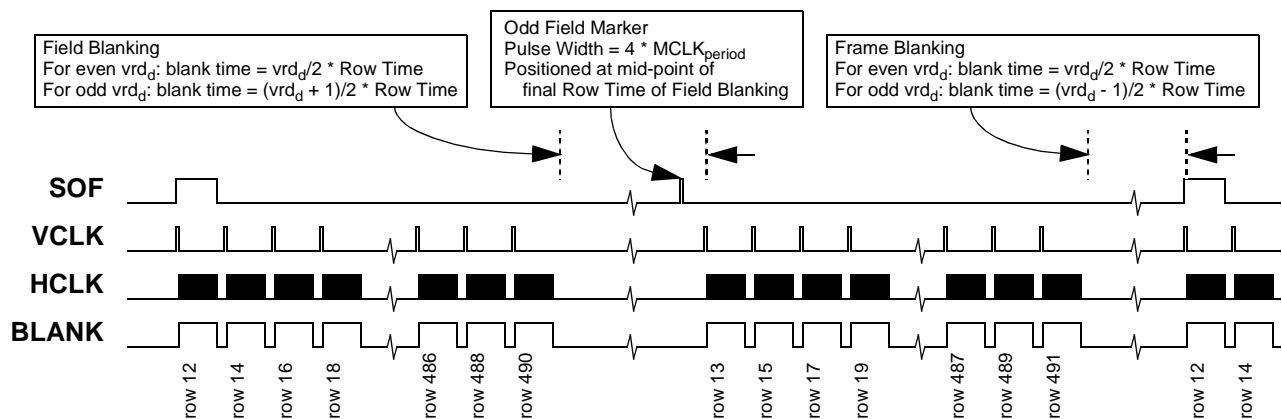 Field Blanking
For even vrd_d: blank time = vrd_d/2 * Row Time
For odd vrd_d: blank time = (vrd_d + 1)/2 * Row Time
Odd Field Marker
Pulse Width = 4 * MCLK_period
Positioned at mid-point of
final Row Time of Field Blanking
Frame Blanking
For even vrd_d: blank time = vrd_d/2 * Row Time
For odd vrd_d: blank time = (vrd_d - 1)/2 * Row Time
SOF
VCLK
HCLK
BLANK
row 12
row 14
row 16
row 18
row 486
row 488
row 490
row 13
row 15
row 17
row 19
row 487
row 489
row 491
row 12
row 14